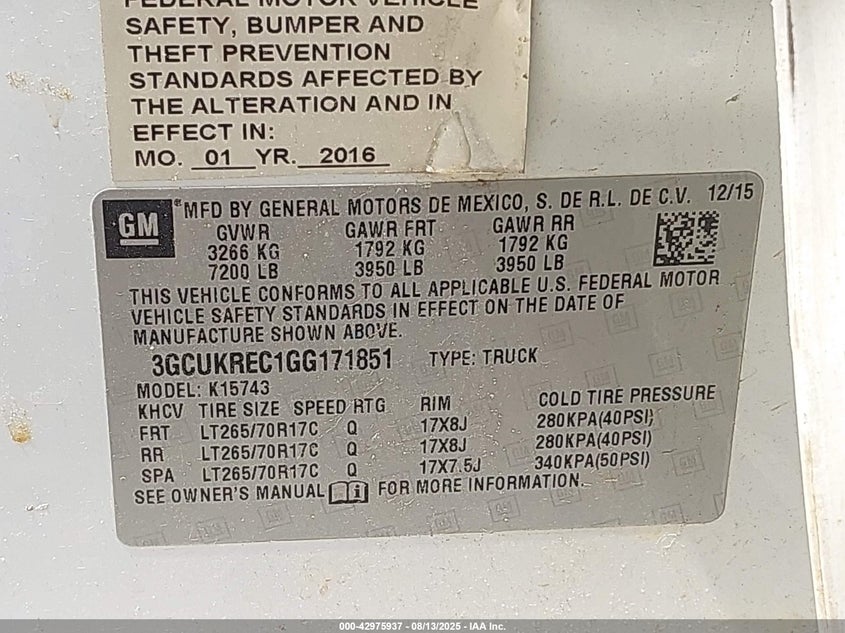 FEDERAL MOTOR VEHICLE
SAFETY, BUMPER AND
THEFT PREVENTION
STANDARDS AFFECTED BY
THE ALTERATION AND IN
EFFECT IN:
MO. 01 YR. 2016
GM ® MFD BY GENERAL MOTORS DE MEXICO, S. DE R.L. DE C.V. 12/15
GVWR GAWR FRT GAWR RR
3266 KG 1792 KG 1792 KG
7200 LB 3950 LB 3950 LB
THIS VEHICLE CONFORMS TO ALL APPLICABLE U.S. FEDERAL MOTOR
VEHICLE SAFETY STANDARDS IN EFFECT ON THE DATE OF
MANUFACTURE SHOWN ABOVE.
3GCUKREC1GG171851 TYPE: TRUCK
MODEL: K15743
KHCV TIRE SIZE SPEED RTG RIM COLD TIRE PRESSURE
FRT LT265/70R17C Q 17X8J 280KPA(40PSI)
RR LT265/70R17C Q 17X8J 280KPA(40PSI)
SPA LT265/70R17C Q 17X7.5J 340KPA(50PSI)
SEE OWNER'S MANUAL FOR MORE INFORMATION.
000-42975937 - 08/13/2025 - IAA Inc.